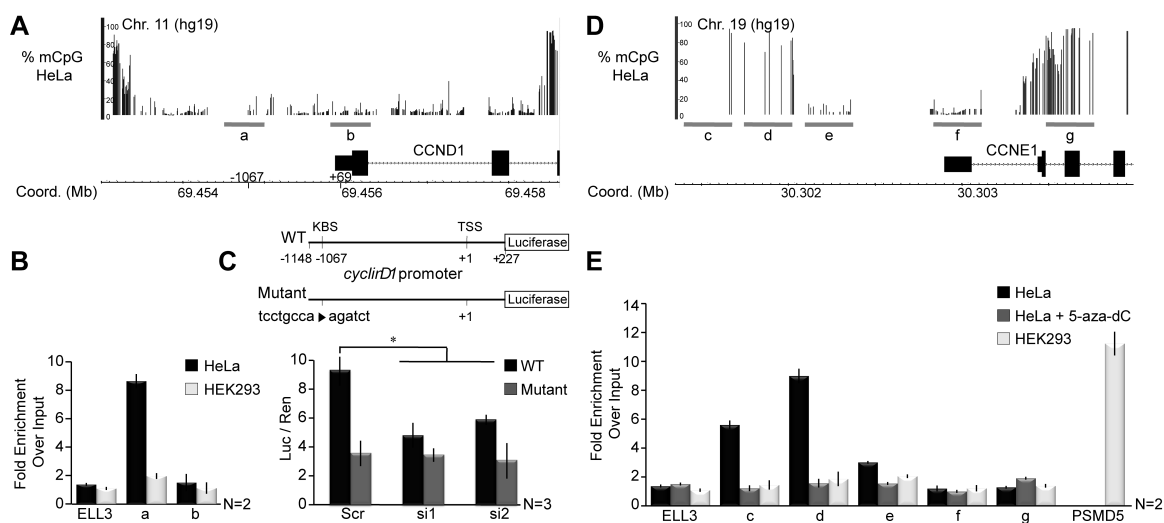 A
Chr. 11 (hg19)
% mCpG
HeLa
100
80
60
40
20
0
a
b
CCND1
-1067
+69
Coord. (Mb)
69.454
69.456
69.458
D
Chr. 19 (hg19)
% mCpG
HeLa
100
80
60
40
20
0
c
d
e
f
g
CCNE1
Coord. (Mb)
30.302
30.303
B
HeLa
HEK293
Fold Enrichment
Over Input
10
8
6
4
2
0
ELL3
a
b
N=2
C
KBS
TSS
WT
Luciferase
-1148
-1067
+1
+227
cyclirD1 promoter
Mutant
Luciferase
tcctgcca
agatct
+1
*
WT
Mutant
Luc / Ren
10
8
6
4
2
0
Scr
si1
si2
N=3
E
HeLa
HeLa + 5-aza-dC
HEK293
Fold Enrichment
Over Input
14
12
10
8
6
4
2
0
ELL3
c
d
e
f
g
PSMD5
N=2